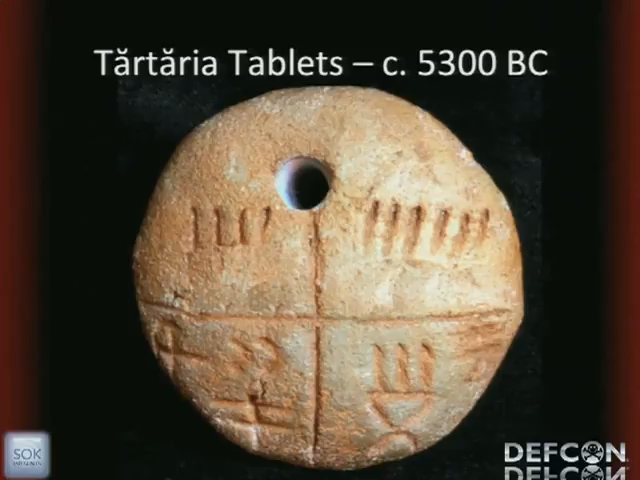 Tărtăria Tablets – c. 5300 BC
SOK
DEFCON